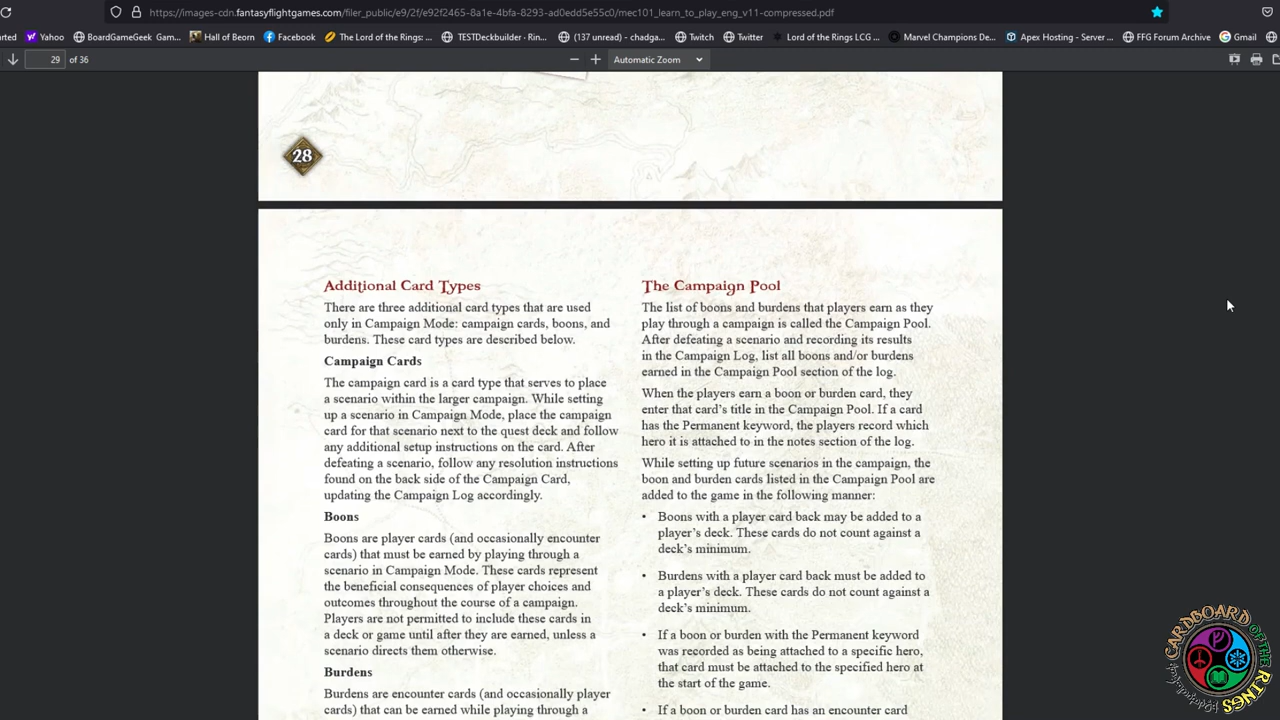 https://images-cdn.fantasyflightgames.com/filer_public/e9/2f/e92f2465-8a1e-4bfa-8293-ad0edd5e55c0/mec101_learn_to_play_eng_v11-compressed.pdf
arted Yahoo BoardGameGeek Gam... Hall of Beorn Facebook The Lord of the Rings: ... TESTDeckbuilder - Rin... (137 unread) - chadga... Twitch Twitter Lord of the Rings LCG ... Marvel Champions De... Apex Hosting - Server ... FFG Forum Archive Gmail
29 of 36 Automatic Zoom
28
Additional Card Types
There are three additional card types that are used
only in Campaign Mode: campaign cards, boons, and
burdens. These card types are described below.
Campaign Cards
The campaign card is a card type that serves to place
a scenario within the larger campaign. While setting
up a scenario in Campaign Mode, place the campaign
card for that scenario next to the quest deck and follow
any additional setup instructions on the card. After
defeating a scenario, follow any resolution instructions
found on the back side of the Campaign Card,
updating the Campaign Log accordingly.
Boons
Boons are player cards (and occasionally encounter
cards) that must be earned by playing through a
scenario in Campaign Mode. These cards represent
the beneficial consequences of player choices and
outcomes throughout the course of a campaign.
Players are not permitted to include these cards in
a deck or game until after they are earned, unless a
scenario directs them otherwise.
Burdens
Burdens are encounter cards (and occasionally player
cards) that can be earned while playing through a
The Campaign Pool
The list of boons and burdens that players earn as they
play through a campaign is called the Campaign Pool.
After defeating a scenario and recording its results
in the Campaign Log, list all boons and/or burdens
earned in the Campaign Pool section of the log.
When the players earn a boon or burden card, they
enter that card's title in the Campaign Pool. If a card
has the Permanent keyword, the players record which
hero it is attached to in the notes section of the log.
While setting up future scenarios in the campaign, the
boon and burden cards listed in the Campaign Pool are
added to the game in the following manner:
• Boons with a player card back may be added to a
player's deck. These cards do not count against a
deck's minimum.
• Burdens with a player card back must be added to
a player's deck. These cards do not count against a
deck's minimum.
• If a boon or burden with the Permanent keyword
was recorded as being attached to a specific hero,
that card must be attached to the specified hero at
the start of the game.
• If a boon or burden card has an encounter card
CARDBOARD OF THE RINGS